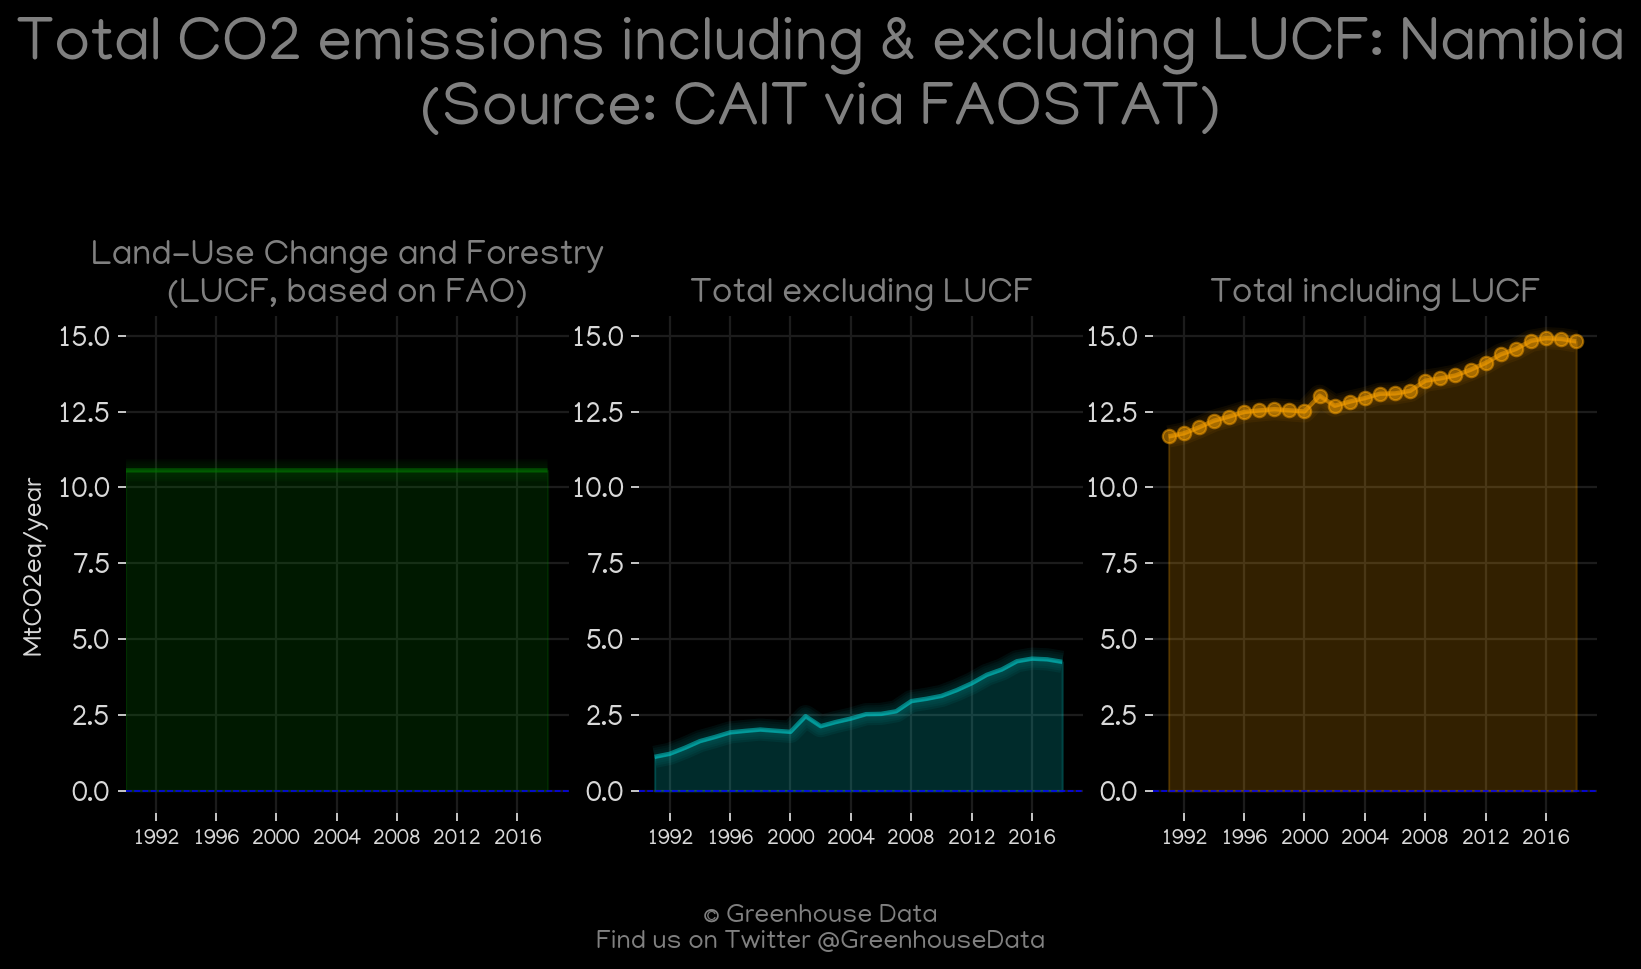 Total CO2 emissions including & excluding LUCF: Namibia
(Source: CAIT via FAOSTAT)
Land-Use Change and Forestry
(LUCF, based on FAO)
MtCO2eq/year
15.0
12.5
10.0
7.5
5.0
2.5
0.0
1992 1996 2000 2004 2008 2012 2016
Total excluding LUCF
15.0
12.5
10.0
7.5
5.0
2.5
0.0
1992 1996 2000 2004 2008 2012 2016
Total including LUCF
15.0
12.5
10.0
7.5
5.0
2.5
0.0
1992 1996 2000 2004 2008 2012 2016
© Greenhouse Data
Find us on Twitter @GreenhouseData